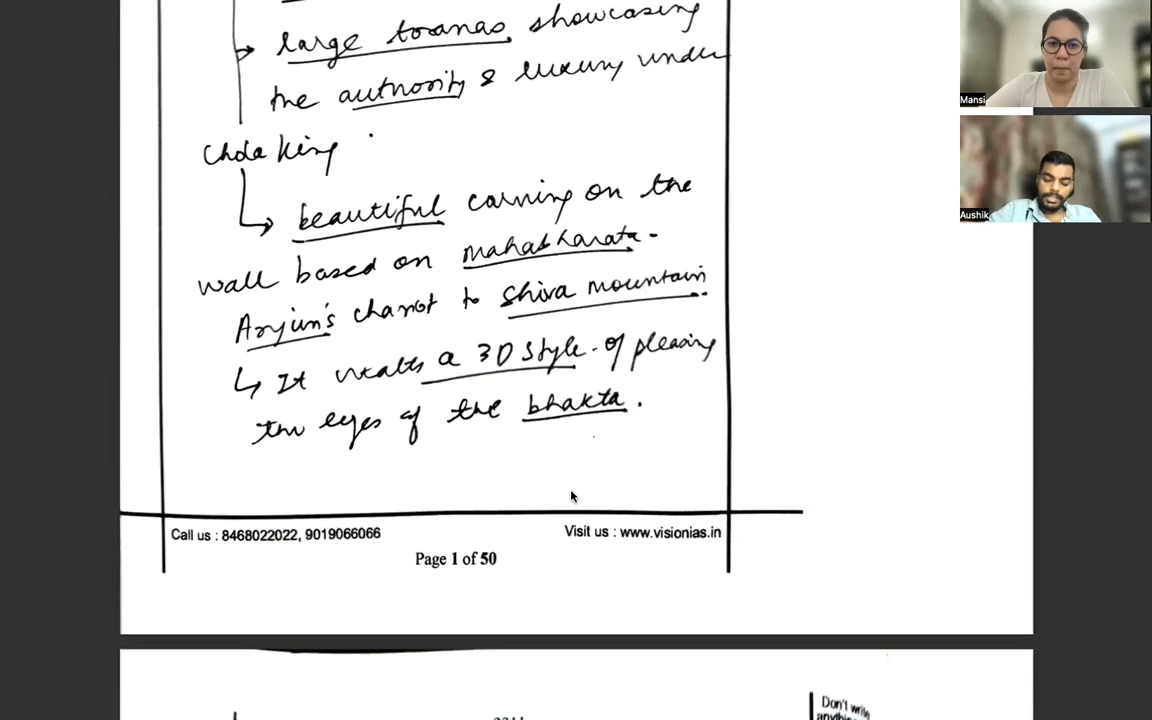 → large toranas, showcasing
the authority & luxury under
Chola King
↳ beautiful carving on the
wall based on mahabharata.
Arjun's chariot to Shiva mountain.
↳ It creates a 3D style of pleasing
the eyes of the bhakta.
Call us : 8468022022, 9019066066
Visit us : www.visionias.in
Page 1 of 50
Don't write
Mansi
Aushik